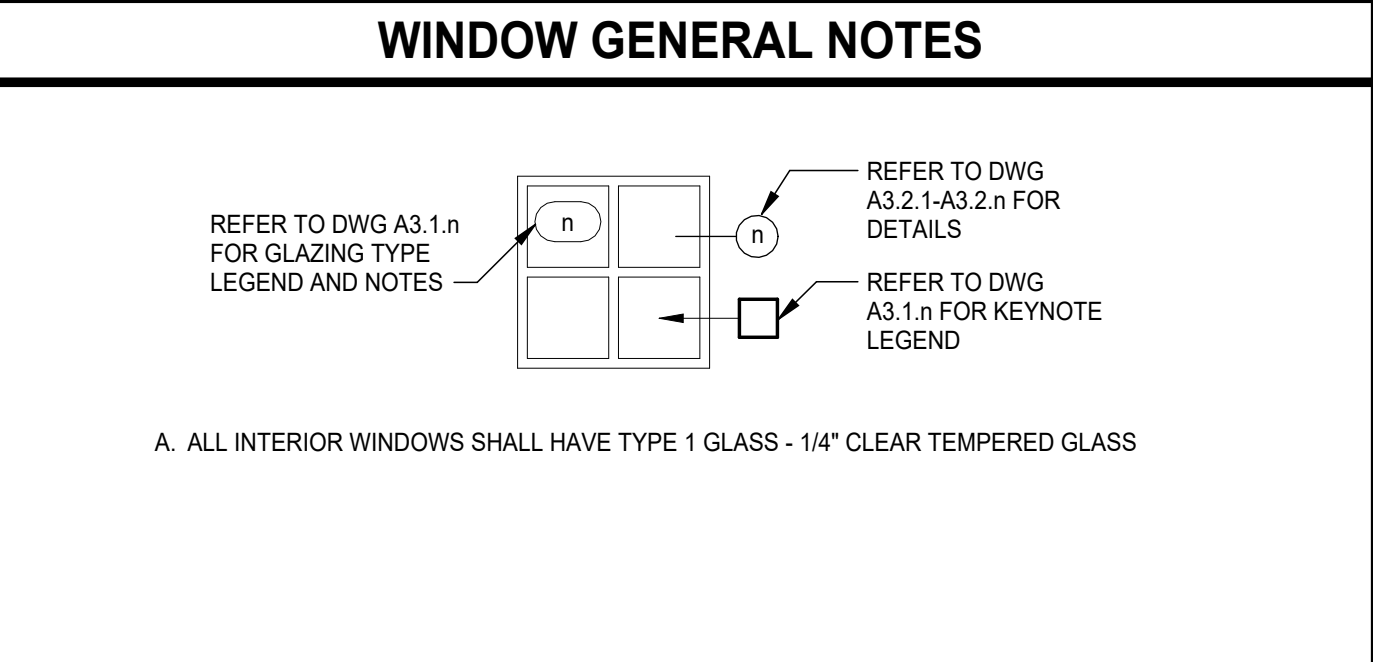 WINDOW GENERAL NOTES
REFER TO DWG A3.1.n
FOR GLAZING TYPE
LEGEND AND NOTES
n
n
REFER TO DWG
A3.2.1-A3.2.n FOR
DETAILS
REFER TO DWG
A3.1.n FOR KEYNOTE
LEGEND
A. ALL INTERIOR WINDOWS SHALL HAVE TYPE 1 GLASS - 1/4" CLEAR TEMPERED GLASS